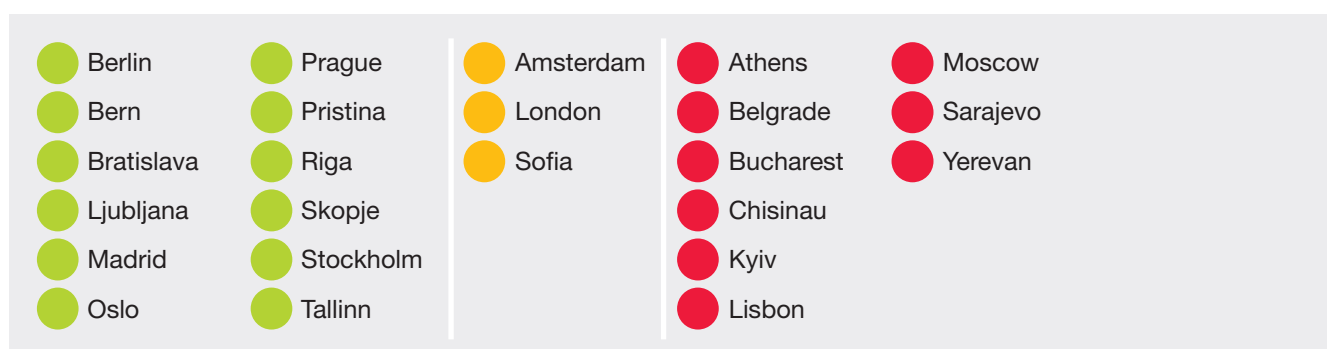 Berlin
Bern
Bratislava
Ljubljana
Madrid
Oslo
Prague
Pristina
Riga
Skopje
Stockholm
Tallinn
Amsterdam
London
Sofia
Athens
Belgrade
Bucharest
Chisinau
Kyiv
Lisbon
Moscow
Sarajevo
Yerevan